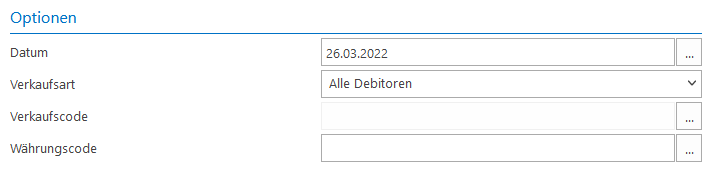 Optionen
Datum 26.03.2022 ...
Verkaufsart Alle Debitoren
Verkaufscode ...
Währungscode ...